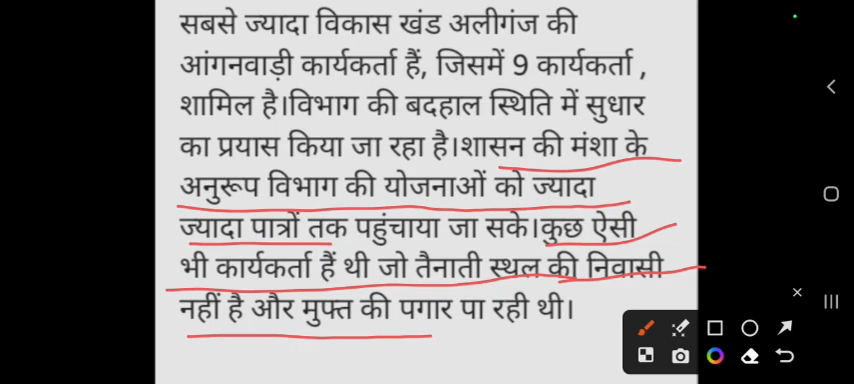 सबसे ज्यादा विकास खंड अलीगंज की
आंगनवाड़ी कार्यकर्ता हैं, जिसमें 9 कार्यकर्ता ,
शामिल है।विभाग की बदहाल स्थिति में सुधार
का प्रयास किया जा रहा है।शासन की मंशा के
अनुरूप विभाग की योजनाओं को ज्यादा
ज्यादा पात्रों तक पहुंचाया जा सके।कुछ ऐसी
भी कार्यकर्ता हैं थी जो तैनाती स्थल की निवासी
नहीं है और मुफ्त की पगार पा रही थी।